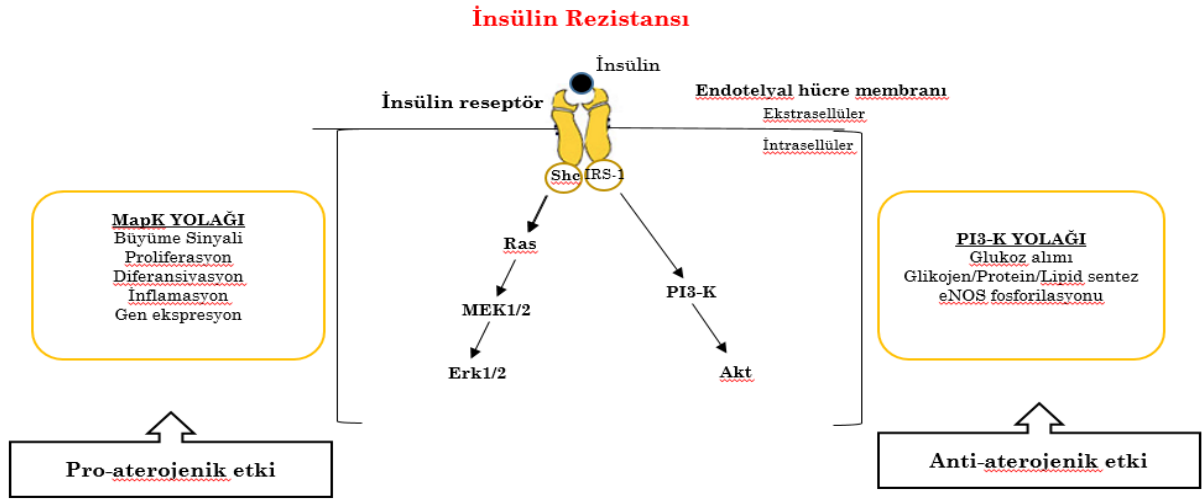 İnsülin Rezistansı
İnsülin
İnsülin reseptör
Endotelyal hücre membranı
Ekstrasellüler
İntrasellüler
Shc
IRS-1
MapK YOLAĞI
Büyüme Sinyali
Proliferasyon
Diferansiyasyon
İnflamasyon
Gen ekspresyon
Ras
MEK1/2
Erk1/2
PI3-K
Akt
PI3-K YOLAĞI
Glukoz alımı
Glikojen/Protein/Lipid sentez
eNOS fosforilasyonu
Pro-aterojenik etki
Anti-aterojenik etki